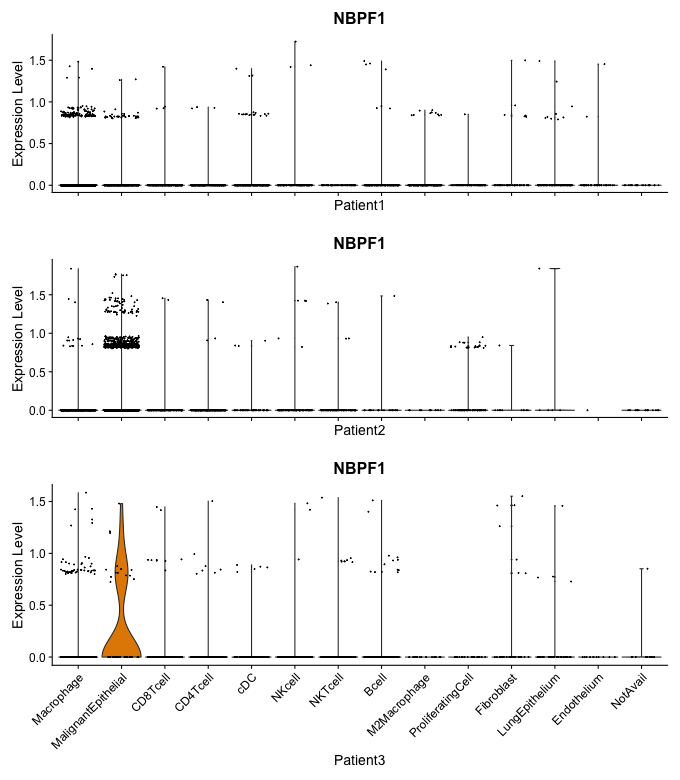 NBPF1
Expression Level
1.5
1.0
0.5
0.0
Patient1
NBPF1
Expression Level
1.5
1.0
0.5
0.0
Patient2
NBPF1
Expression Level
1.5
1.0
0.5
0.0
Macrophage
MalignantEpithelial
CD8Tcell
CD4Tcell
cDC
NKcell
NKTcell
Bcell
M2Macrophage
ProliferatingCell
Fibroblast
LungEpithelium
Endothelium
NotAvail
Patient3